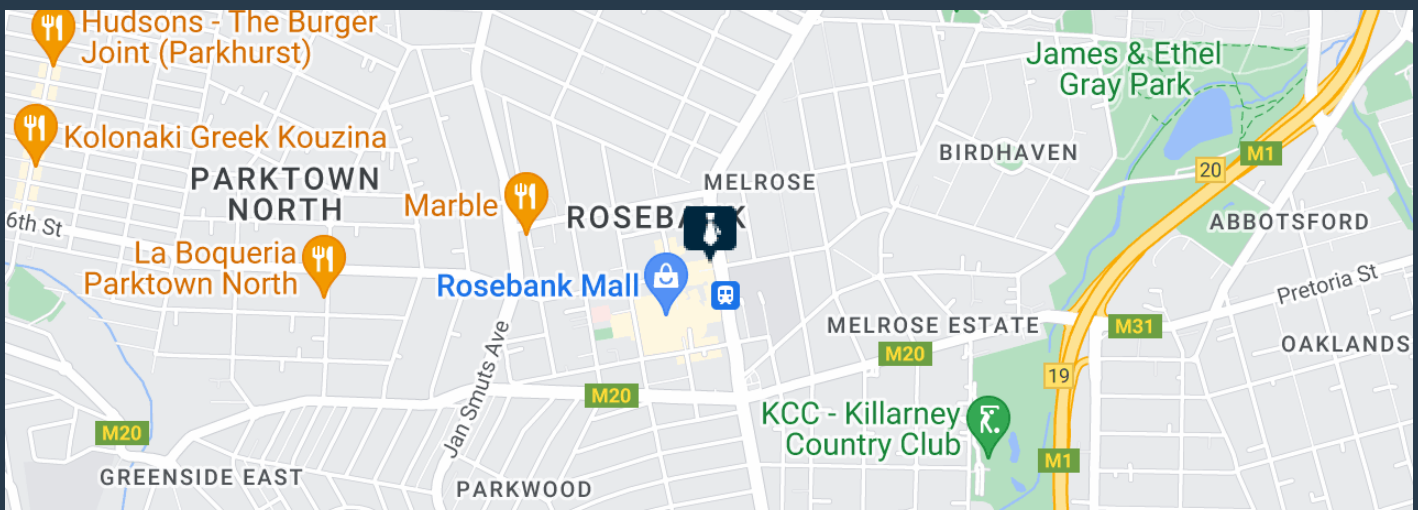 Hudsons - The Burger
Joint (Parkhurst)
James & Ethel
Gray Park
Kolonaki Greek Kouzina
M1
BIRDHAVEN
20
PARKTOWN
NORTH
MELROSE
Marble
ROSEBANK
6th St
ABBOTSFORD
La Boqueria
Parktown North
Rosebank Mall
Pretoria St
MELROSE ESTATE
M31
OAKLANDS
M20
19
Jan Smuts Ave
M20
KCC - Killarney
Country Club
M20
M1
GREENSIDE EAST
PARKWOOD